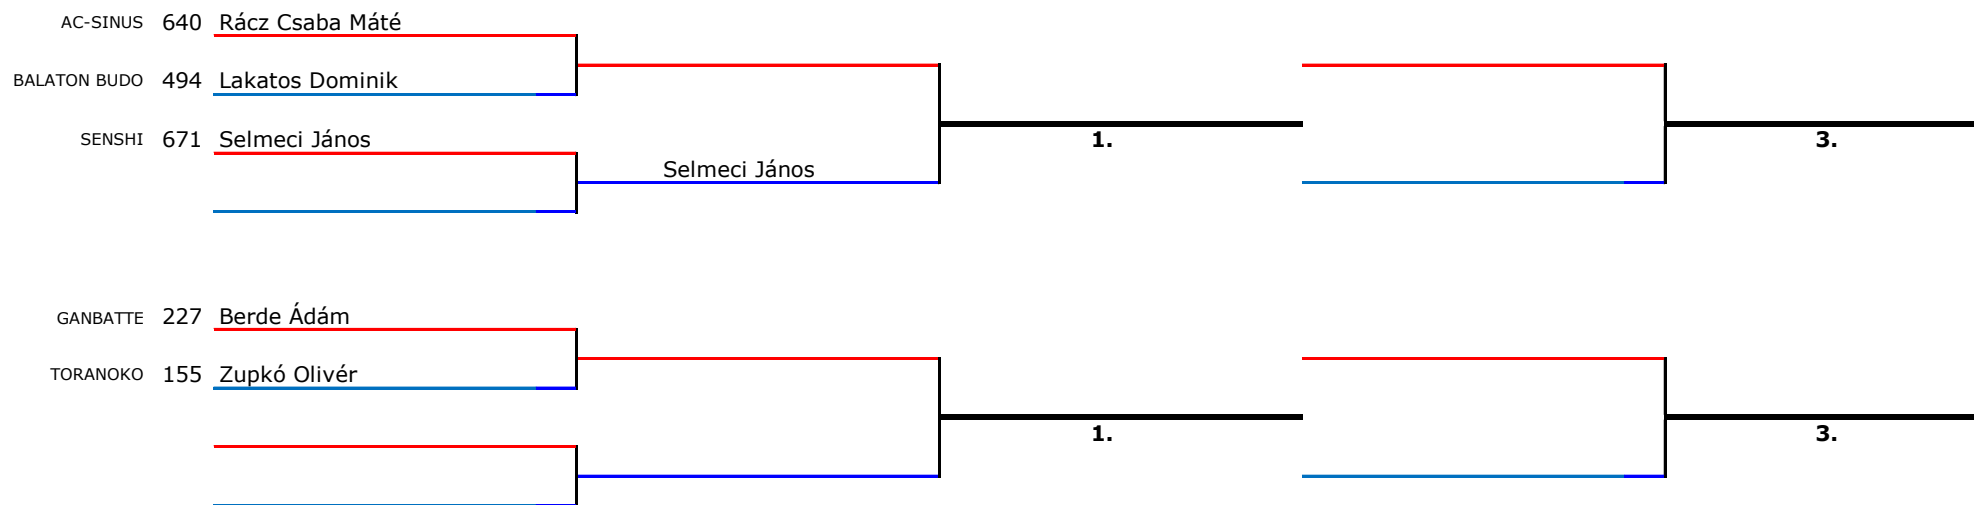 AC-SINUS 640 Rácz Csaba Máté
BALATON BUDO 494 Lakatos Dominik
SENSHI 671 Selmeci János
1.
3.
Selmeci János
GANBATTE 227 Berde Ádám
TORANOKO 155 Zupkó Olivér
1.
3.